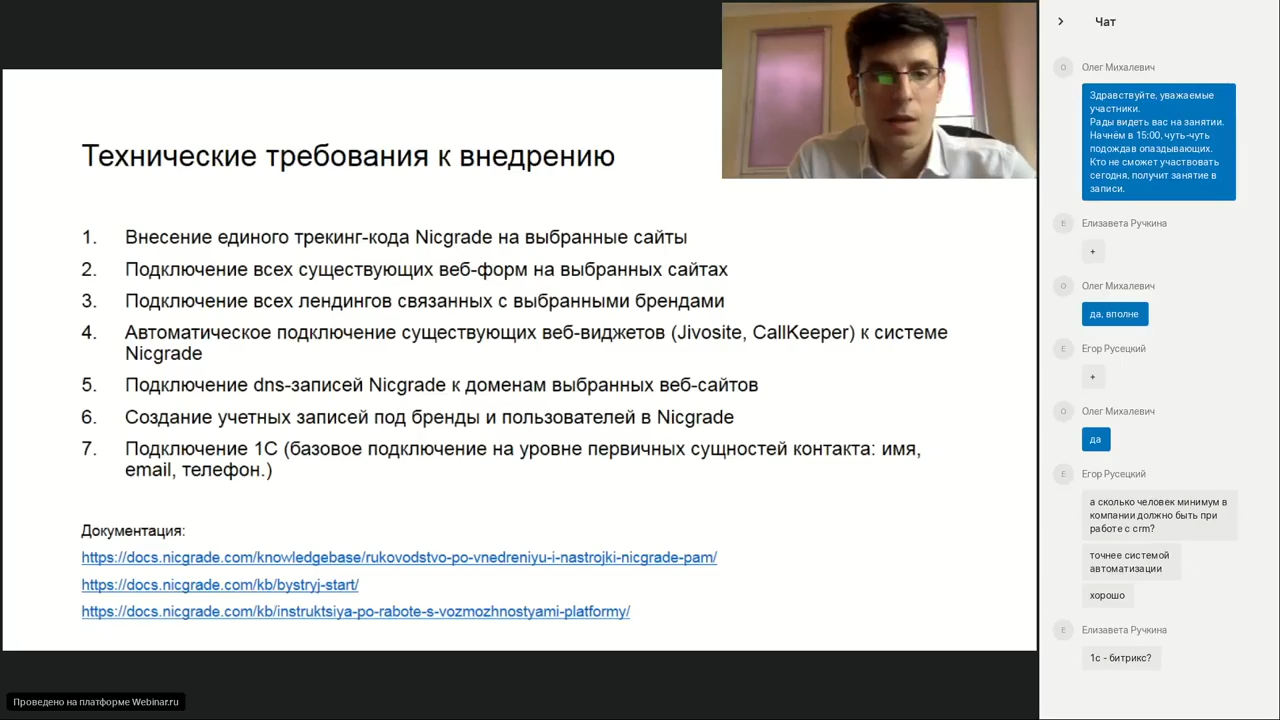 Технические требования к внедрению
1. Внесение единого трекинг-кода Nicgrade на выбранные сайты
2. Подключение всех существующих веб-форм на выбранных сайтах
3. Подключение всех лендингов связанных с выбранными брендами
4. Автоматическое подключение существующих веб-виджетов (Jivosite, CallKeeper) к системе
Nicgrade
5. Подключение dns-записей Nicgrade к доменам выбранных веб-сайтов
6. Создание учетных записей под бренды и пользователей в Nicgrade
7. Подключение 1С (базовое подключение на уровне первичных сущностей контакта: имя,
email, телефон.)
Документация:
https://docs.nicgrade.com/knowledgebase/rukovodstvo-po-vnedreniyu-i-nastrojki-nicgrade-pam/
https://docs.nicgrade.com/kb/bystryj-start/
https://docs.nicgrade.com/kb/instruktsiya-po-rabote-s-vozmozhnostyami-platformy/
Проведено на платформе Webinar.ru
Чат
О Олег Михалевич
Здравствуйте, уважаемые
участники.
Рады видеть вас на занятии.
Начнём в 15:00, чуть-чуть
подождав опаздывающих.
Кто не сможет участвовать
сегодня, получит занятие в
записи.
Е Елизавета Ручкина
+
О Олег Михалевич
да, вполне
Е Егор Русецкий
+
О Олег Михалевич
да
Е Егор Русецкий
а сколько человек минимум в
компании должно быть при
работе с crm?
точнее системой
автоматизации
хорошо
Е Елизавета Ручкина
1с - битрикс?